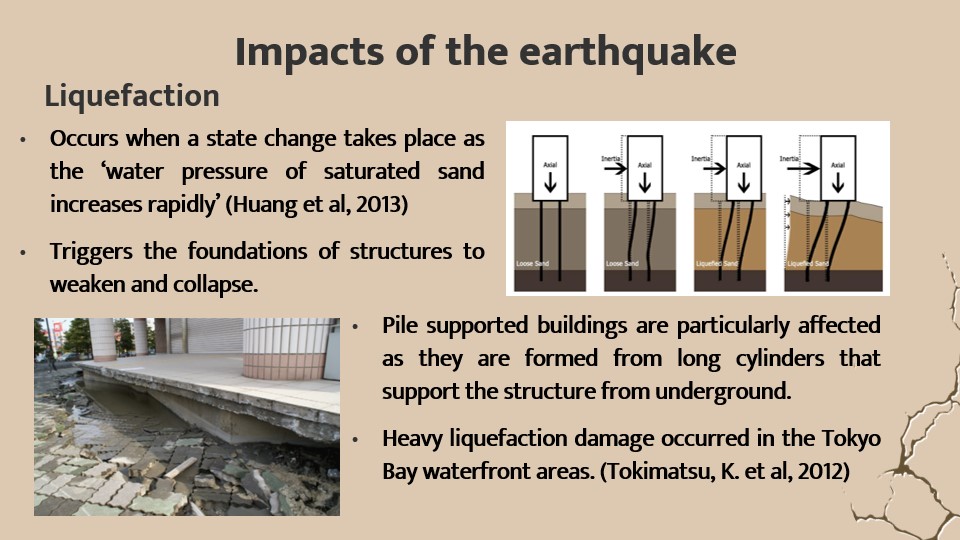 Impacts of the earthquake
Liquefaction
• Occurs when a state change takes place as
the ‘water pressure of saturated sand
increases rapidly’ (Huang et al, 2013)
• Triggers the foundations of structures to
weaken and collapse.
Axial
Loose Sand
Inertia
Axial
Loose Sand
Inertia
Axial
Liquefied Sand
Inertia
Axial
Liquefied Sand
• Pile supported buildings are particularly affected
as they are formed from long cylinders that
support the structure from underground.
• Heavy liquefaction damage occurred in the Tokyo
Bay waterfront areas. (Tokimatsu, K. et al, 2012)